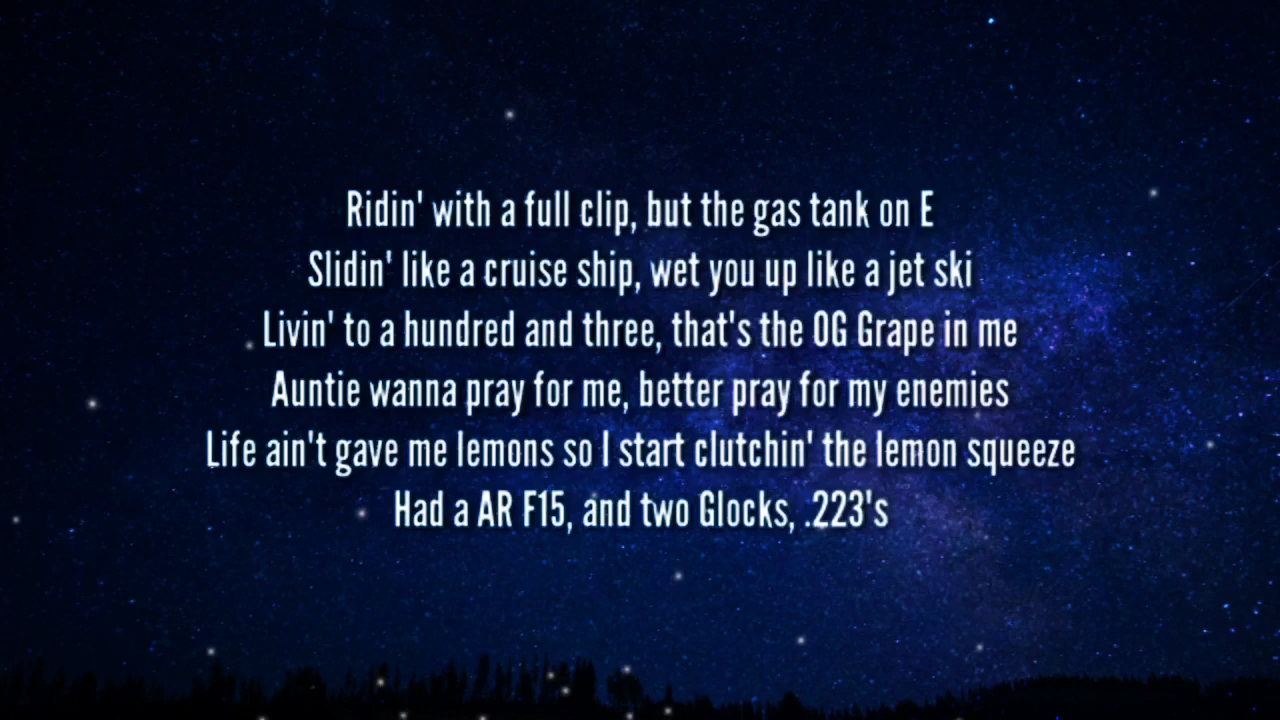 Ridin' with a full clip, but the gas tank on E
Slidin' like a cruise ship, wet you up like a jet ski
Livin' to a hundred and three, that's the OG Grape in me
Auntie wanna pray for me, better pray for my enemies
Life ain't gave me lemons so I start clutchin' the lemon squeeze
Had a AR F15, and two Glocks, .223's